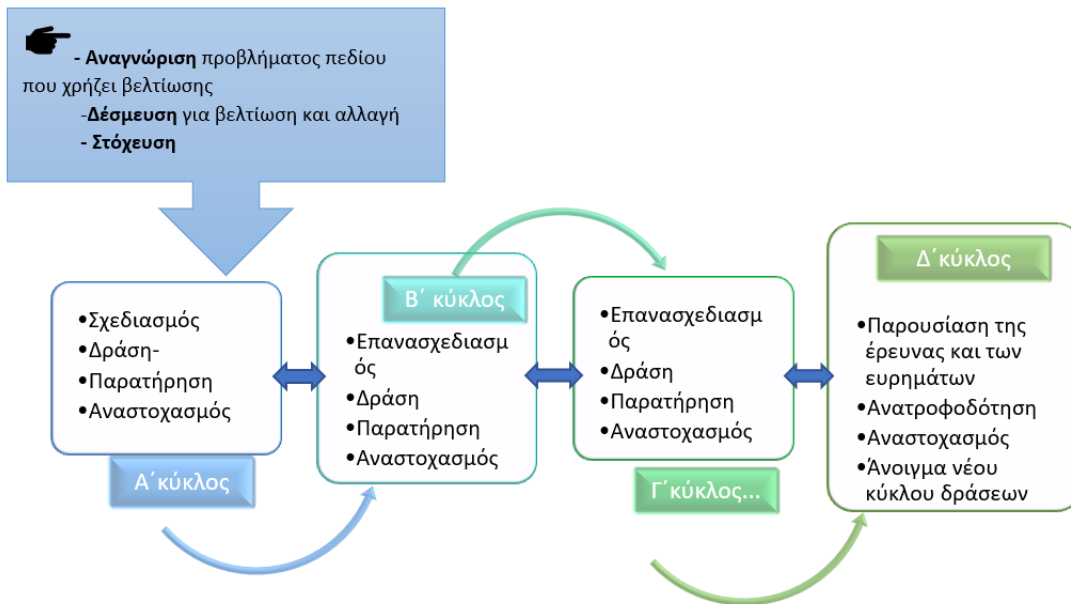 - Αναγνώριση προβλήματος πεδίου
που χρήζει βελτίωσης
-Δέσμευση για βελτίωση και αλλαγή
- Στόχευση
•Σχεδιασμός
•Δράση-
•Παρατήρηση
•Αναστοχασμός
Α΄κύκλος
Β΄ κύκλος
•Επανασχεδιασμ
ός
•Δράση
•Παρατήρηση
•Αναστοχασμός
•Επανασχεδιασμ
ός
•Δράση
•Παρατήρηση
•Αναστοχασμός
Γ΄κύκλος...
Δ΄κύκλος
•Παρουσίαση της
έρευνας και των
ευρημάτων
•Ανατροφοδότηση
•Αναστοχασμός
•Άνοιγμα νέου
κύκλου δράσεων